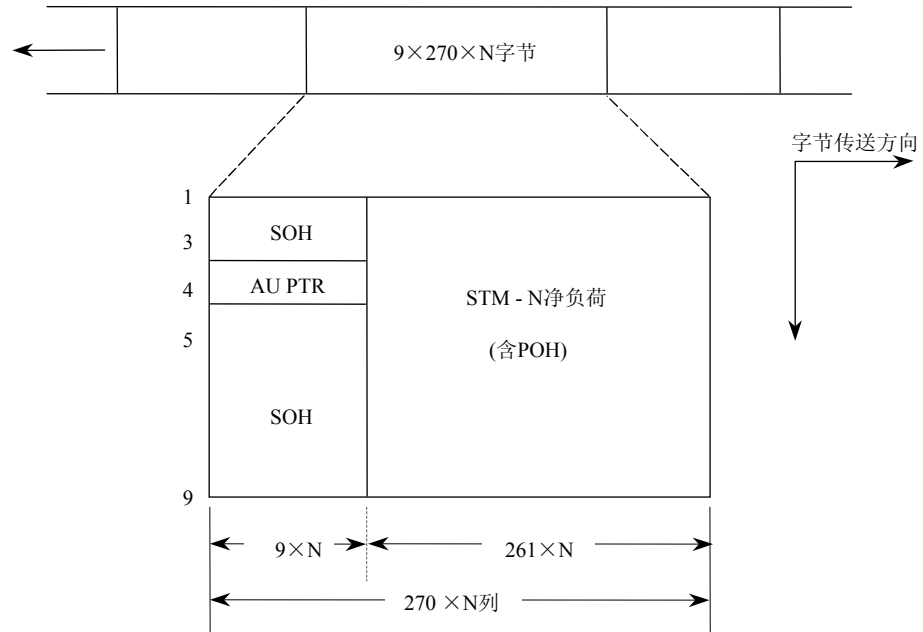 9×270×N字节
字节传送方向
1
SOH
3
4
AU PTR
STM - N净负荷
5
(含POH)
SOH
9
9×N
261×N
270 ×N列